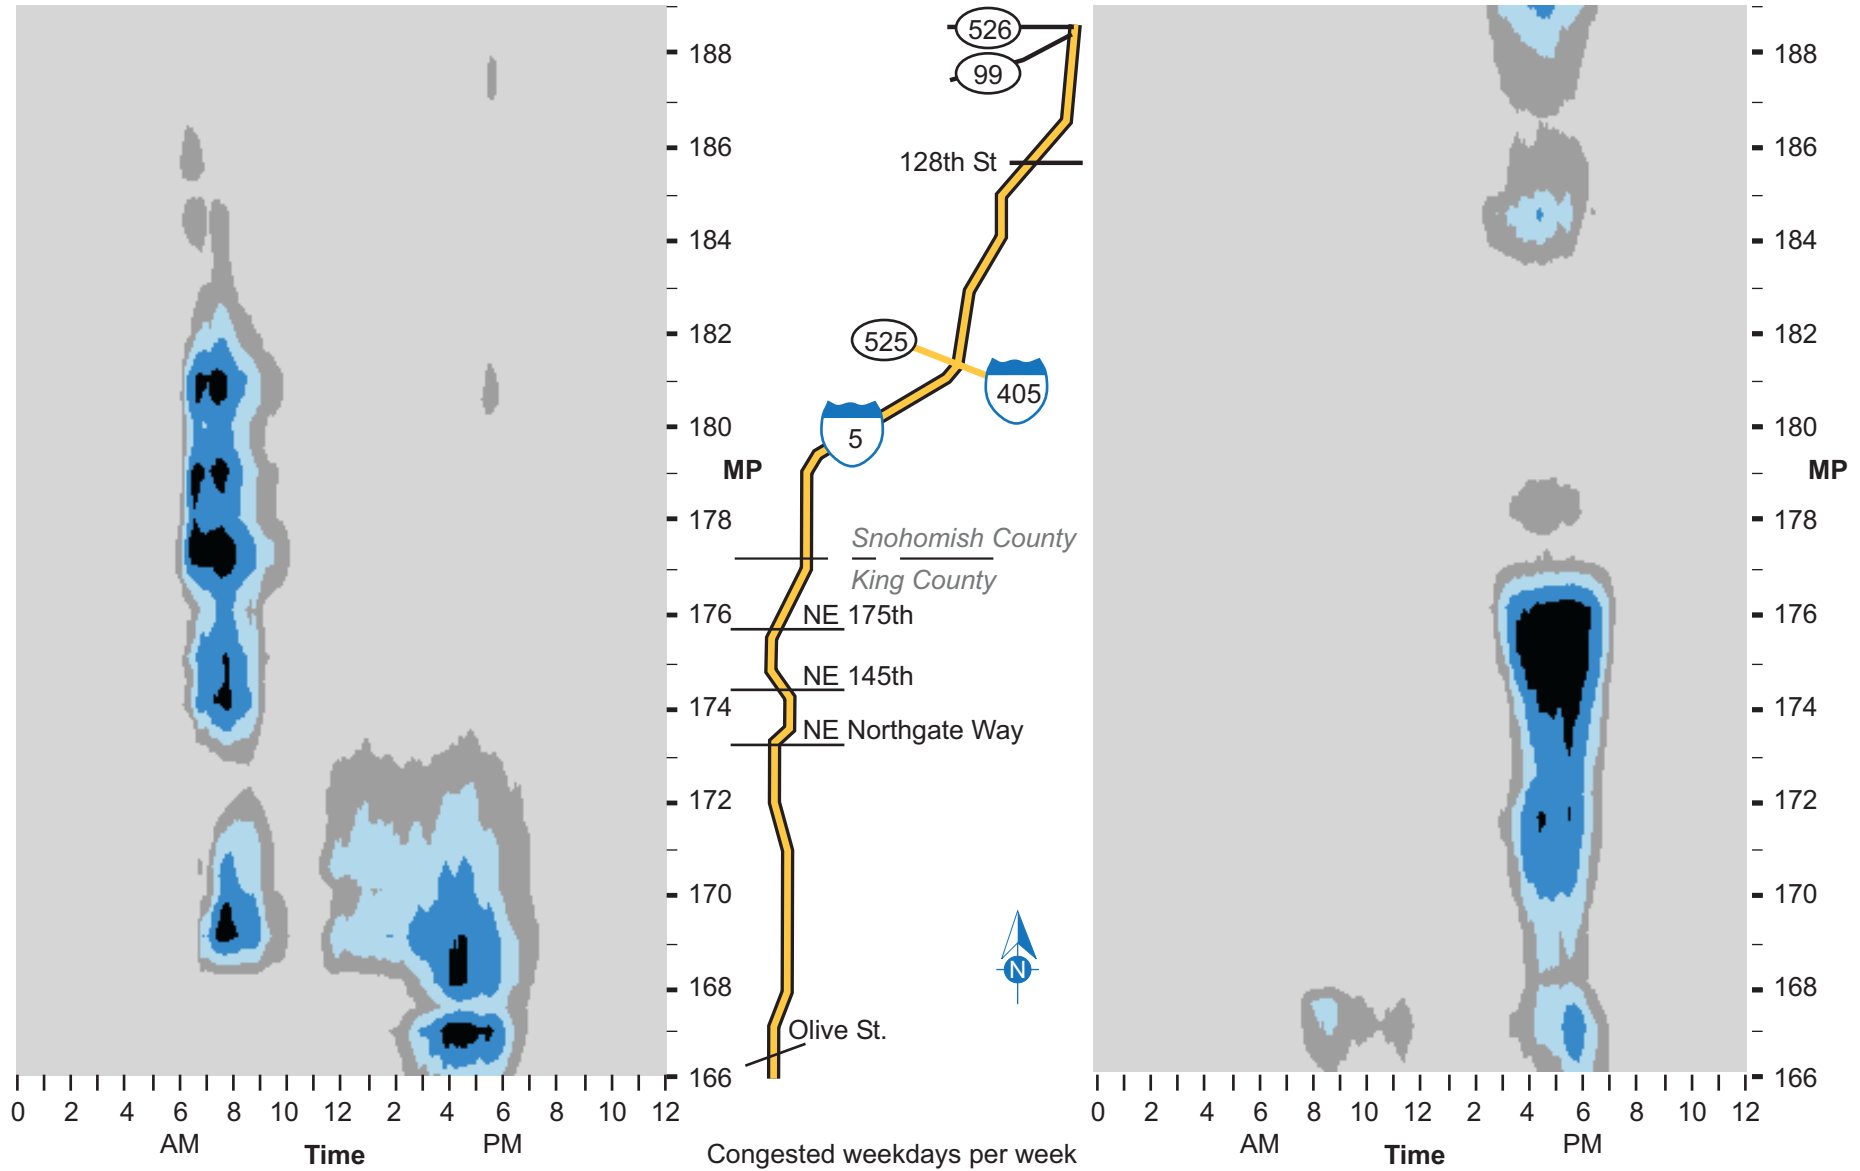 188
186
184
182
180
MP
178
176
174
172
170
168
166
0 2 4 6 8 10 12 2 4 6 8 10 12
AM PM
Time
526
99
128th St
525
405
5
Snohomish County
King County
NE 175th
NE 145th
NE Northgate Way
N
Olive St.
Congested weekdays per week
188
186
184
182
180
MP
178
176
174
172
170
168
166
0 2 4 6 8 10 12 2 4 6 8 10 12
AM PM
Time